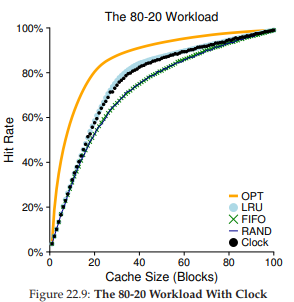 The 80-20 Workload
100%
80%
60%
40%
20%
0%
Hit Rate
0 20 40 60 80 100
Cache Size (Blocks)
OPT
LRU
FIFO
RAND
Clock
Figure 22.9: The 80-20 Workload With Clock